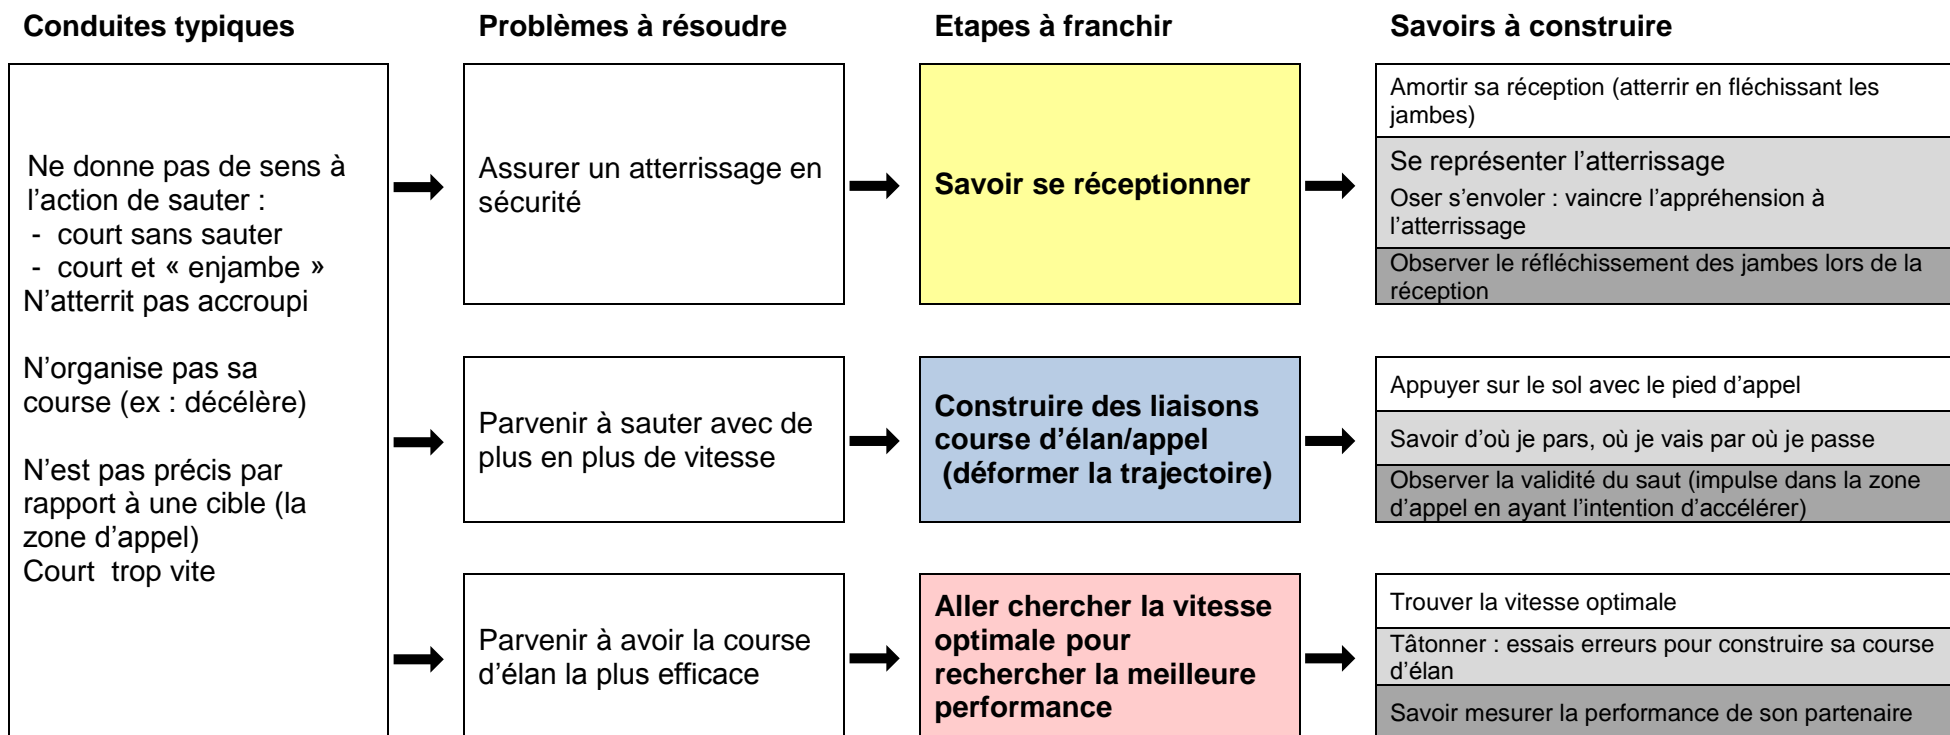 Conduites typiques
Problèmes à résoudre
Etapes à franchir
Savoirs à construire
Ne donne pas de sens à
l’action de sauter :
- court sans sauter
- court et « enjambe »
N’atterrit pas accroupi
N’organise pas sa
course (ex : décélère)
N’est pas précis par
rapport à une cible (la
zone d’appel)
Court trop vite
Assurer un atterrissage en
sécurité
Savoir se réceptionner
Amortir sa réception (atterrir en fléchissant les
jambes)
Se représenter l’atterrissage
Oser s’envoler : vaincre l’appréhension à
l’atterrissage
Observer le réfléchissement des jambes lors de la
réception
Parvenir à sauter avec de
plus en plus de vitesse
Construire des liaisons
course d’élan/appel
(déformer la trajectoire)
Appuyer sur le sol avec le pied d’appel
Savoir d’où je pars, où je vais par où je passe
Observer la validité du saut (impulse dans la zone
d’appel en ayant l’intention d’accélérer)
Parvenir à avoir la course
d’élan la plus efficace
Aller chercher la vitesse
optimale pour
rechercher la meilleure
performance
Trouver la vitesse optimale
Tâtonner : essais erreurs pour construire sa course
d’élan
Savoir mesurer la performance de son partenaire